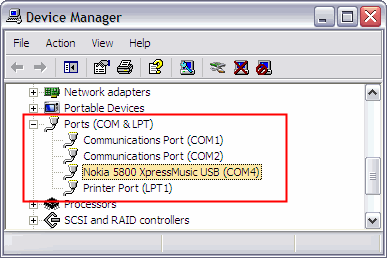 Device Manager
File Action View Help
Network adapters
Portable Devices
Ports (COM & LPT)
Communications Port (COM1)
Communications Port (COM2)
Nokia 5800 XpressMusic USB (COM4)
Printer Port (LPT1)
Processors
SCSI and RAID controllers